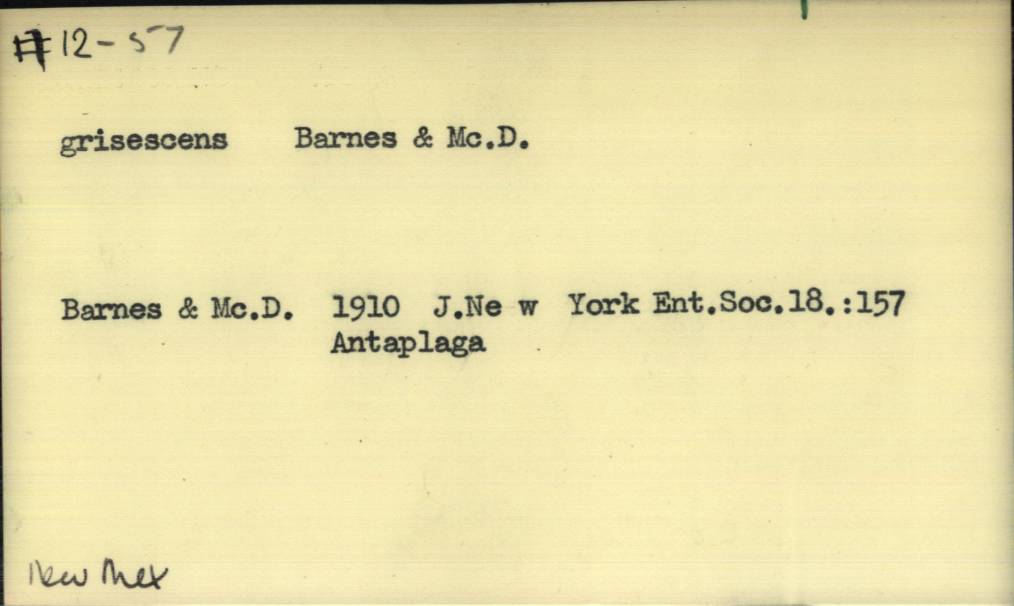 #12-57
grisescens Barnes & Mc.D.
Barnes & Mc.D. 1910 J.Ne w York Ent.Soc.18.:157
Antaplaga
New Mex